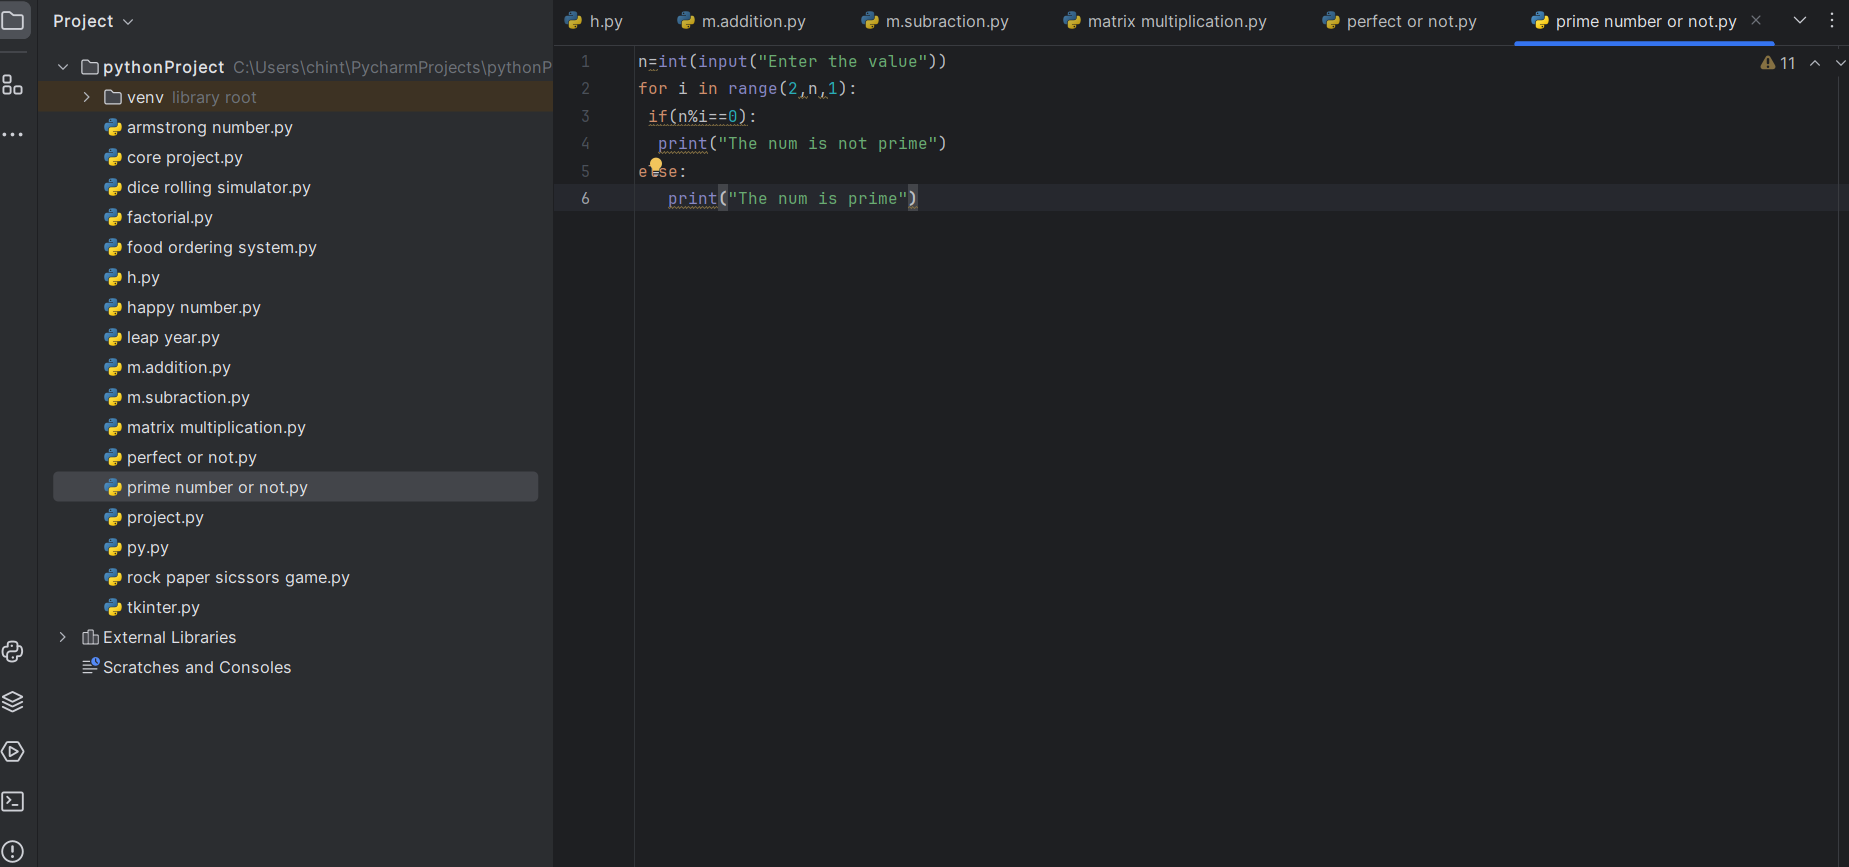 Project
h.py
m.addition.py
m.subraction.py
matrix multiplication.py
perfect or not.py
prime number or not.py
pythonProject C:\Users\chint\PycharmProjects\pythonP
venv library root
armstrong number.py
core project.py
dice rolling simulator.py
factorial.py
food ordering system.py
h.py
happy number.py
leap year.py
m.addition.py
m.subraction.py
matrix multiplication.py
perfect or not.py
prime number or not.py
project.py
py.py
rock paper sicssors game.py
tkinter.py
External Libraries
Scratches and Consoles
1 n=int(input("Enter the value"))
2 for i in range(2,n,1):
3  if(n%i==0):
4   print("The num is not prime")
5 else:
6    print("The num is prime")
11